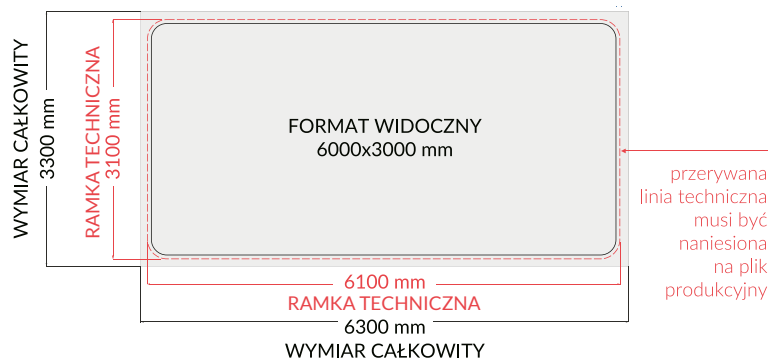 WYMIAR CAŁKOWITY
3300 mm
RAMKA TECHNICZNA
3100 mm
FORMAT WIDOCZNY
6000x3000 mm
przerywana
linia techniczna
musi być
naniesiona
na plik
produkcyjny
6100 mm
RAMKA TECHNICZNA
6300 mm
WYMIAR CAŁKOWITY